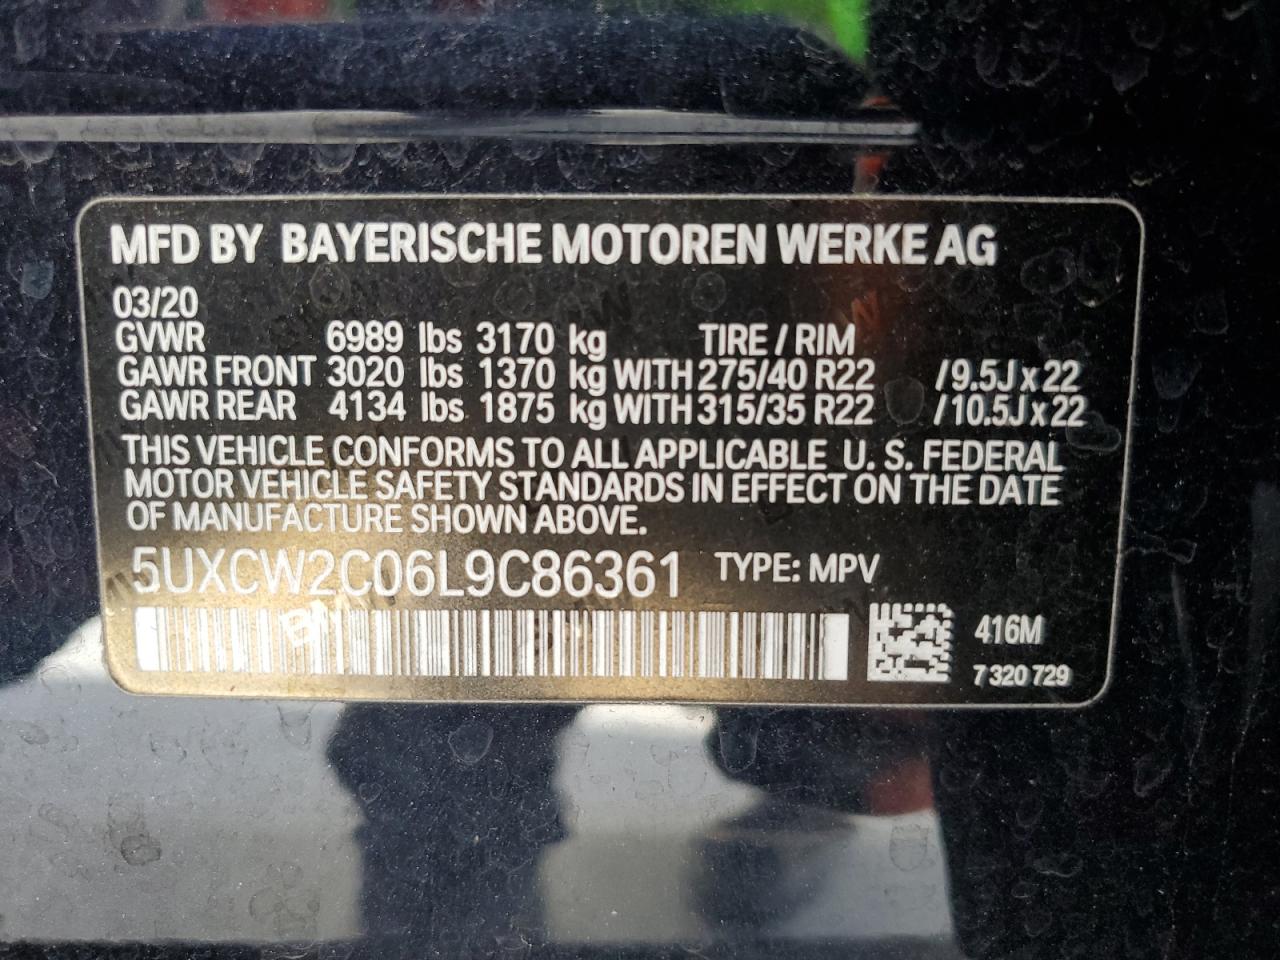 MFD BY BAYERISCHE MOTOREN WERKE AG
03/20
GVWR 6989 lbs 3170 kg TIRE / RIM
GAWR FRONT 3020 lbs 1370 kg WITH 275/40 R22 /9.5J x 22
GAWR REAR 4134 lbs 1875 kg WITH 315/35 R22 /10.5J x 22
THIS VEHICLE CONFORMS TO ALL APPLICABLE U. S. FEDERAL
MOTOR VEHICLE SAFETY STANDARDS IN EFFECT ON THE DATE
OF MANUFACTURE SHOWN ABOVE.
5UXCW2C06L9C86361 TYPE: MPV
416M
7 320 729